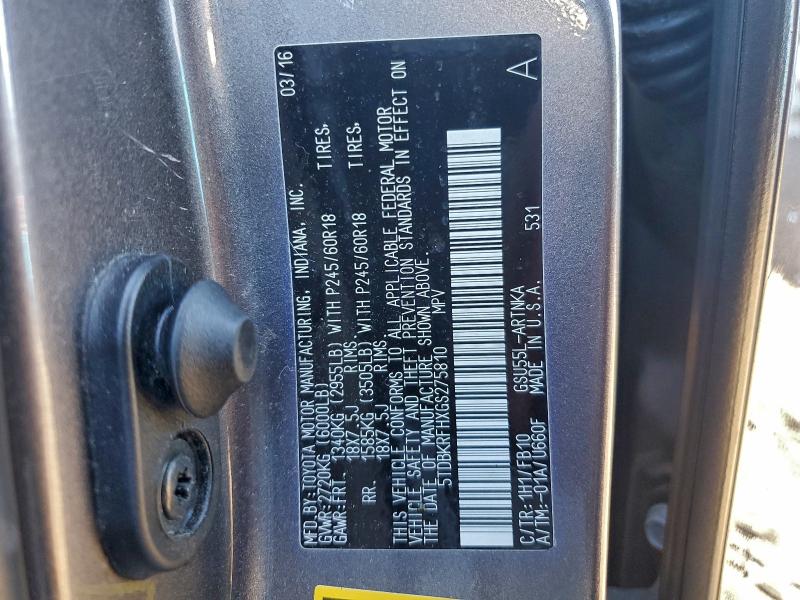 MFD.BY:TOYOTA MOTOR MANUFACTURING, INDIANA, INC. 03/16
GVWR:2720KG (6000LB)
GAWR:FRT. 1340KG (2955LB) WITH P245/60R18 TIRES,
18X7.5J RIMS,
RR. 1585KG (3505LB) WITH P245/60R18 TIRES,
18X7.5J RIMS.
THIS VEHICLE CONFORMS TO ALL APPLICABLE FEDERAL MOTOR
VEHICLE SAFETY AND THEFT PREVENTION STANDARDS IN EFFECT ON
THE DATE OF MANUFACTURE SHOWN ABOVE.
5TDBKRFHXGS275810 MPV A
C/TR:1H1/FB10 GSU55L-ARTNKA
A/TM:-01A/U660F MADE IN U.S.A. 531